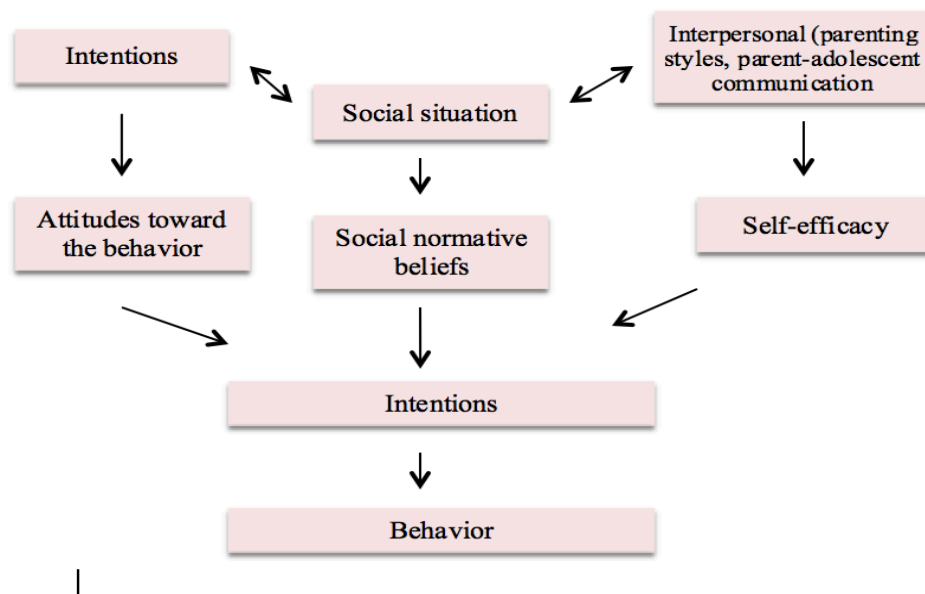 Intentions
Interpersonal (parenting
styles, parent-adolescent
communication
Social situation
Attitudes toward
the behavior
Social normative
beliefs
Self-efficacy
Intentions
Behavior